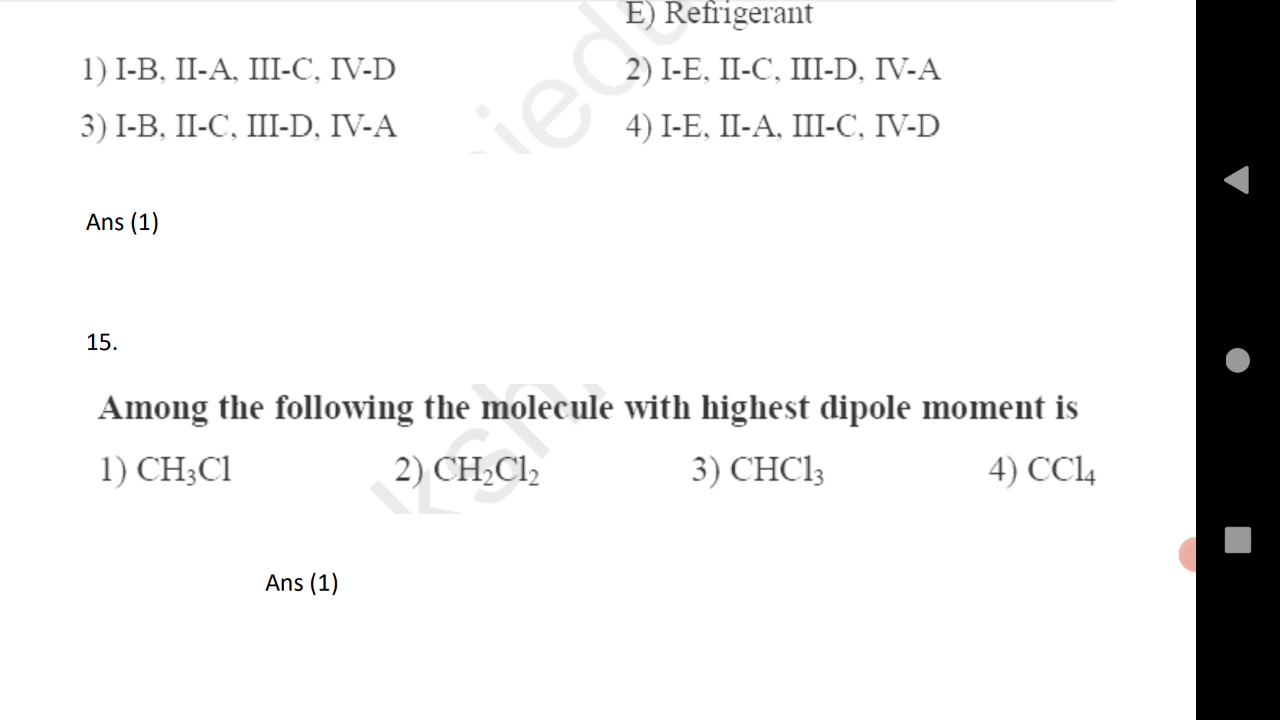 E) Refrigerant
1) I-B, II-A, III-C, IV-D 2) I-E, II-C, III-D, IV-A
3) I-B, II-C, III-D, IV-A 4) I-E, II-A, III-C, IV-D
Ans (1)
15.
Among the following the molecule with highest dipole moment is
1) CH₃Cl 2) CH₂Cl₂ 3) CHCl₃ 4) CCl₄
Ans (1)